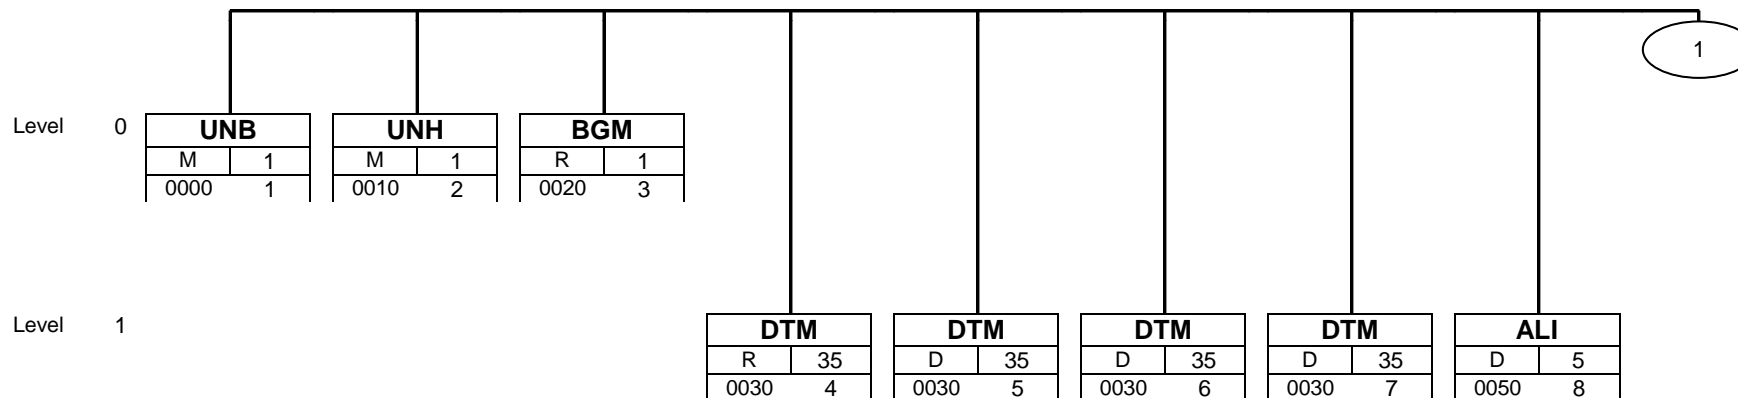 1
Level 0 UNB UNH BGM
M 1 M 1 R 1
0000 1 0010 2 0020 3
Level 1 DTM DTM DTM DTM ALI
R 35 D 35 D 35 D 35 D 5
0030 4 0030 5 0030 6 0030 7 0050 8